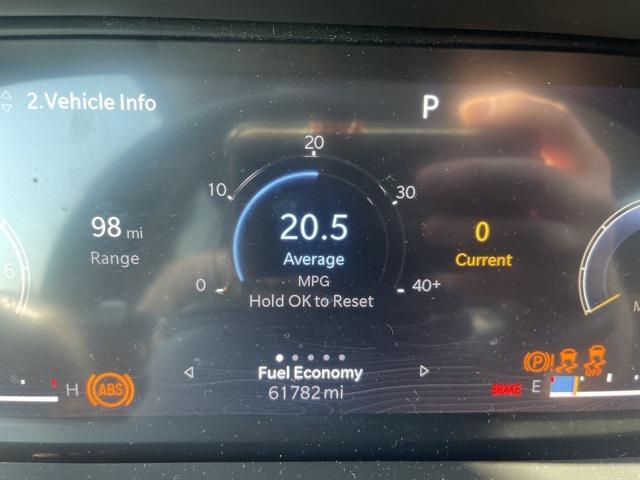 2.Vehicle Info
P
20
10
30
98 mi
Range
20.5
Average
MPG
0
Current
0
40+
Hold OK to Reset
6
Fuel Economy
61782 mi
H
ABS
BRAKE
E
P
OFF